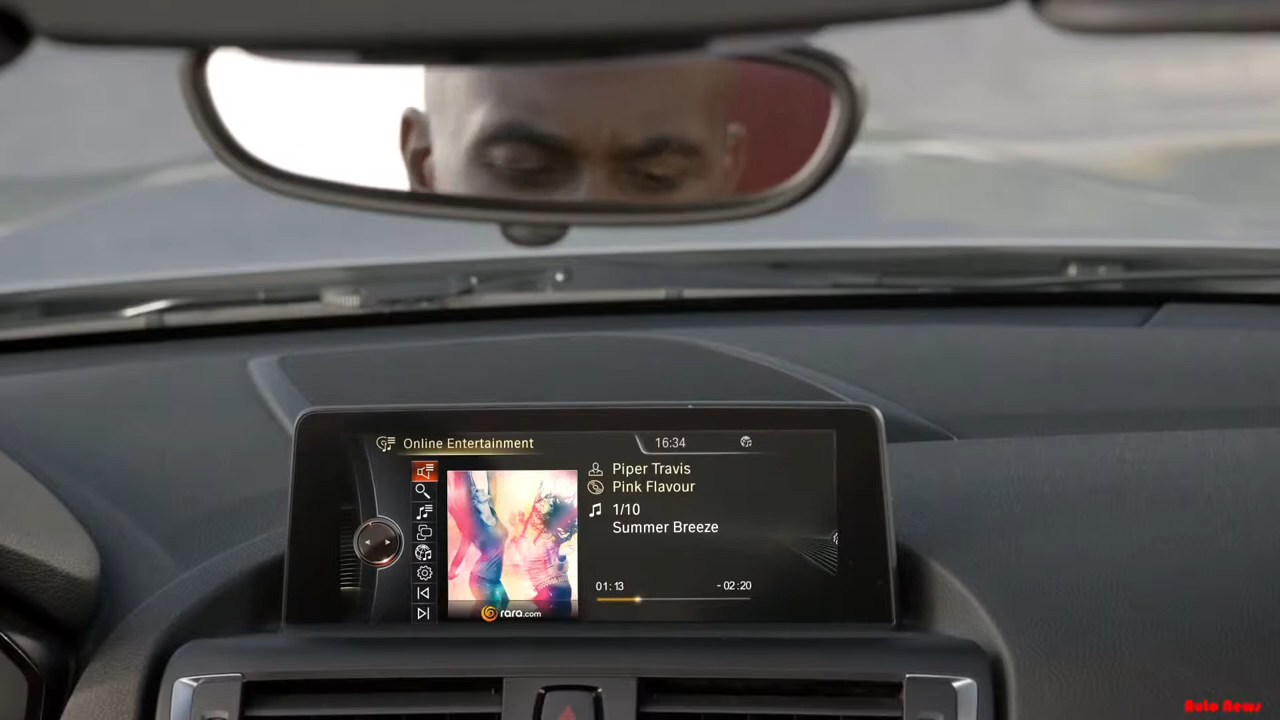 Online Entertainment
16:34
Piper Travis
Pink Flavour
1/10
Summer Breeze
01:13
-02:20
rara.com
Auto News